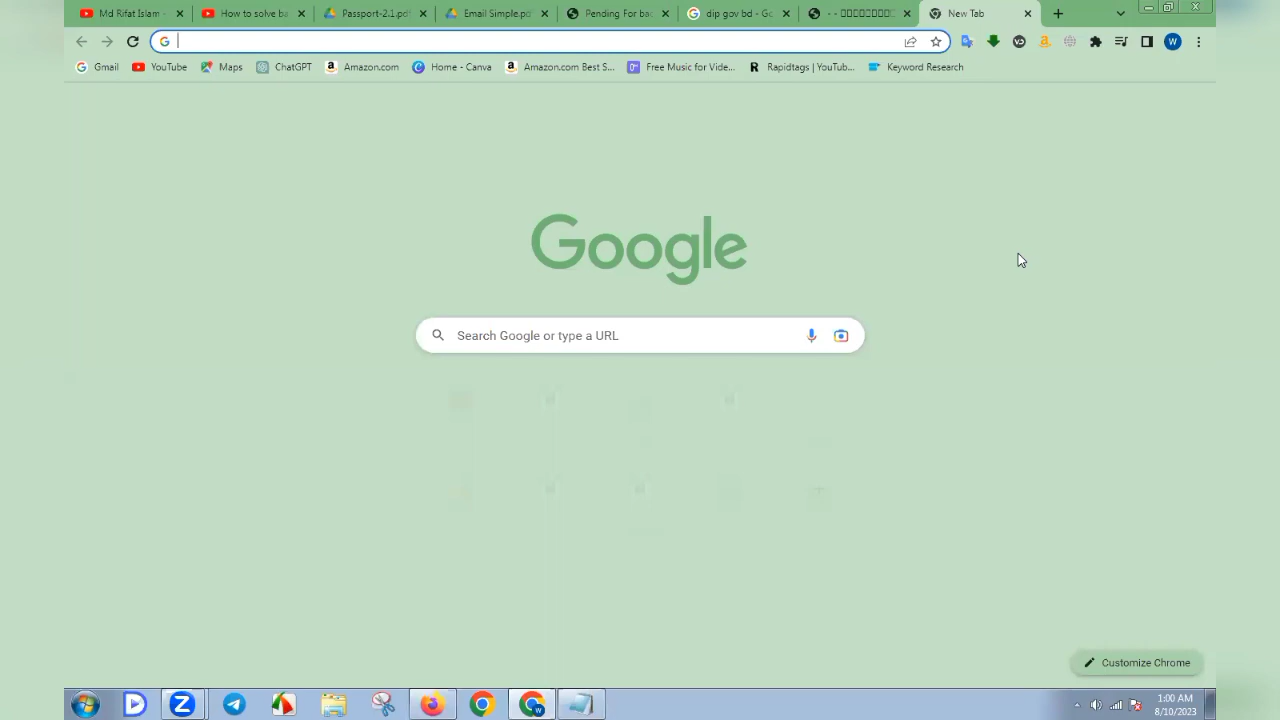 Md Rifat Islam -
How to solve ba
Passport-2.1.pdf
Email Simple.pd
Pending For bac
dip gov bd - Go
New Tab
Gmail
YouTube
Maps
ChatGPT
Amazon.com
Home - Canva
Amazon.com Best S...
Free Music for Vide...
Rapidtags | YouTub...
Keyword Research
Google
Search Google or type a URL
Customize Chrome
1:00 AM
8/10/2023